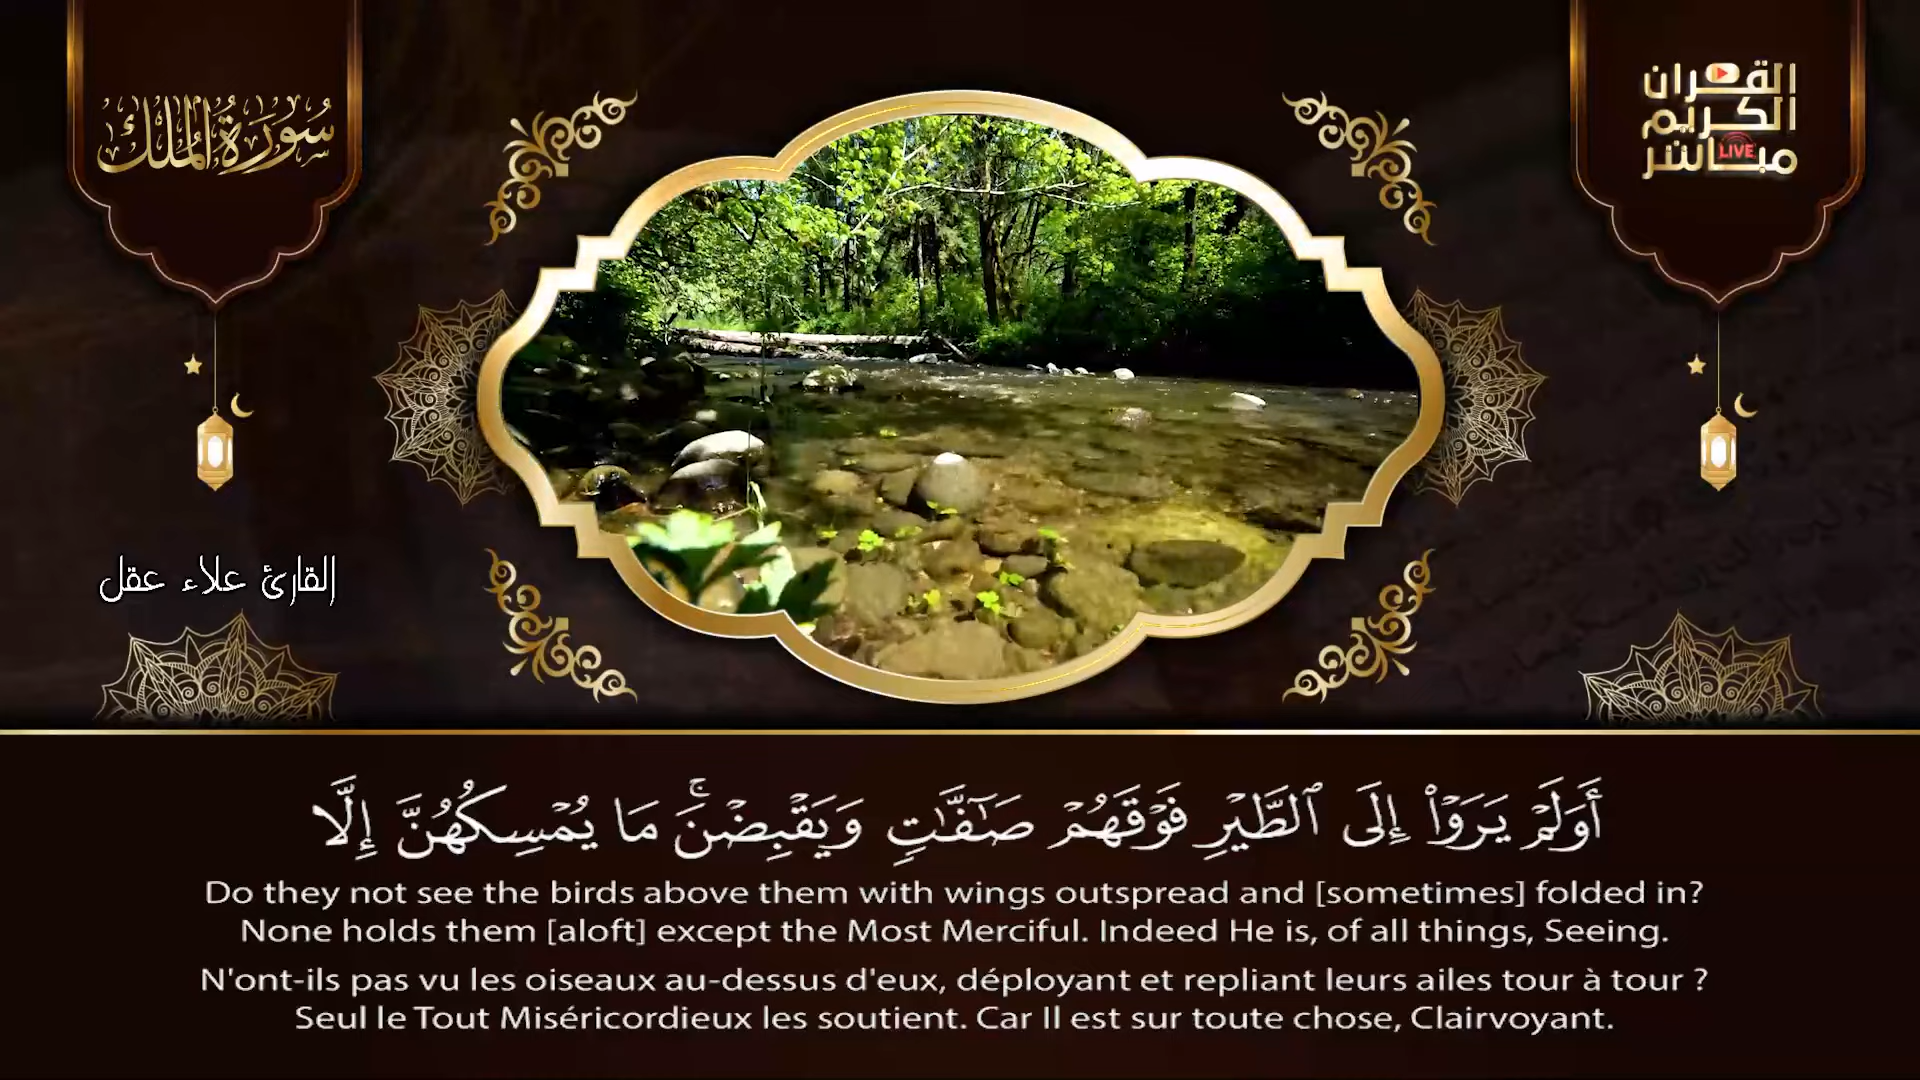 سُورَةُ المُلك
القرآن
الكريم
مباشر
LIVE
القارئ علاء عقل
أَوَلَمْ يَرَوْا۟ إِلَى ٱلطَّيْرِ فَوْقَهُمْ صَـٰٓفَّـٰتٍ وَيَقْبِضْنَ ۚ مَا يُمْسِكُهُنَّ إِلَّا
Do they not see the birds above them with wings outspread and [sometimes] folded in?
None holds them [aloft] except the Most Merciful. Indeed He is, of all things, Seeing.
N'ont-ils pas vu les oiseaux au-dessus d'eux, déployant et repliant leurs ailes tour à tour ?
Seul le Tout Miséricordieux les soutient. Car Il est sur toute chose, Clairvoyant.